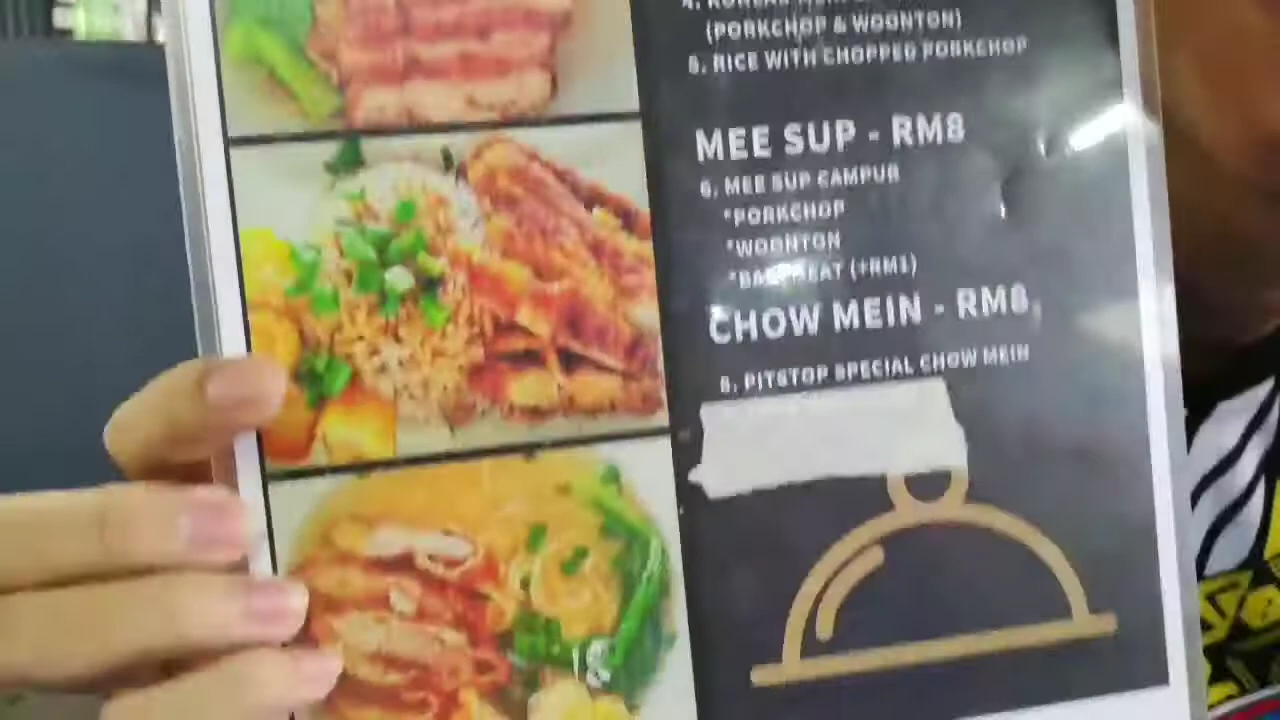 (PORKCHOP & WOONTON)
5. RICE WITH CHOPPED PORKCHOP
MEE SUP - RM8
6. MEE SUP CAMPUR
*PORKCHOP
*WOONTON
(+RM1)
CHOW MEIN - RM8
8. PITSTOP SPECIAL CHOW MEIN